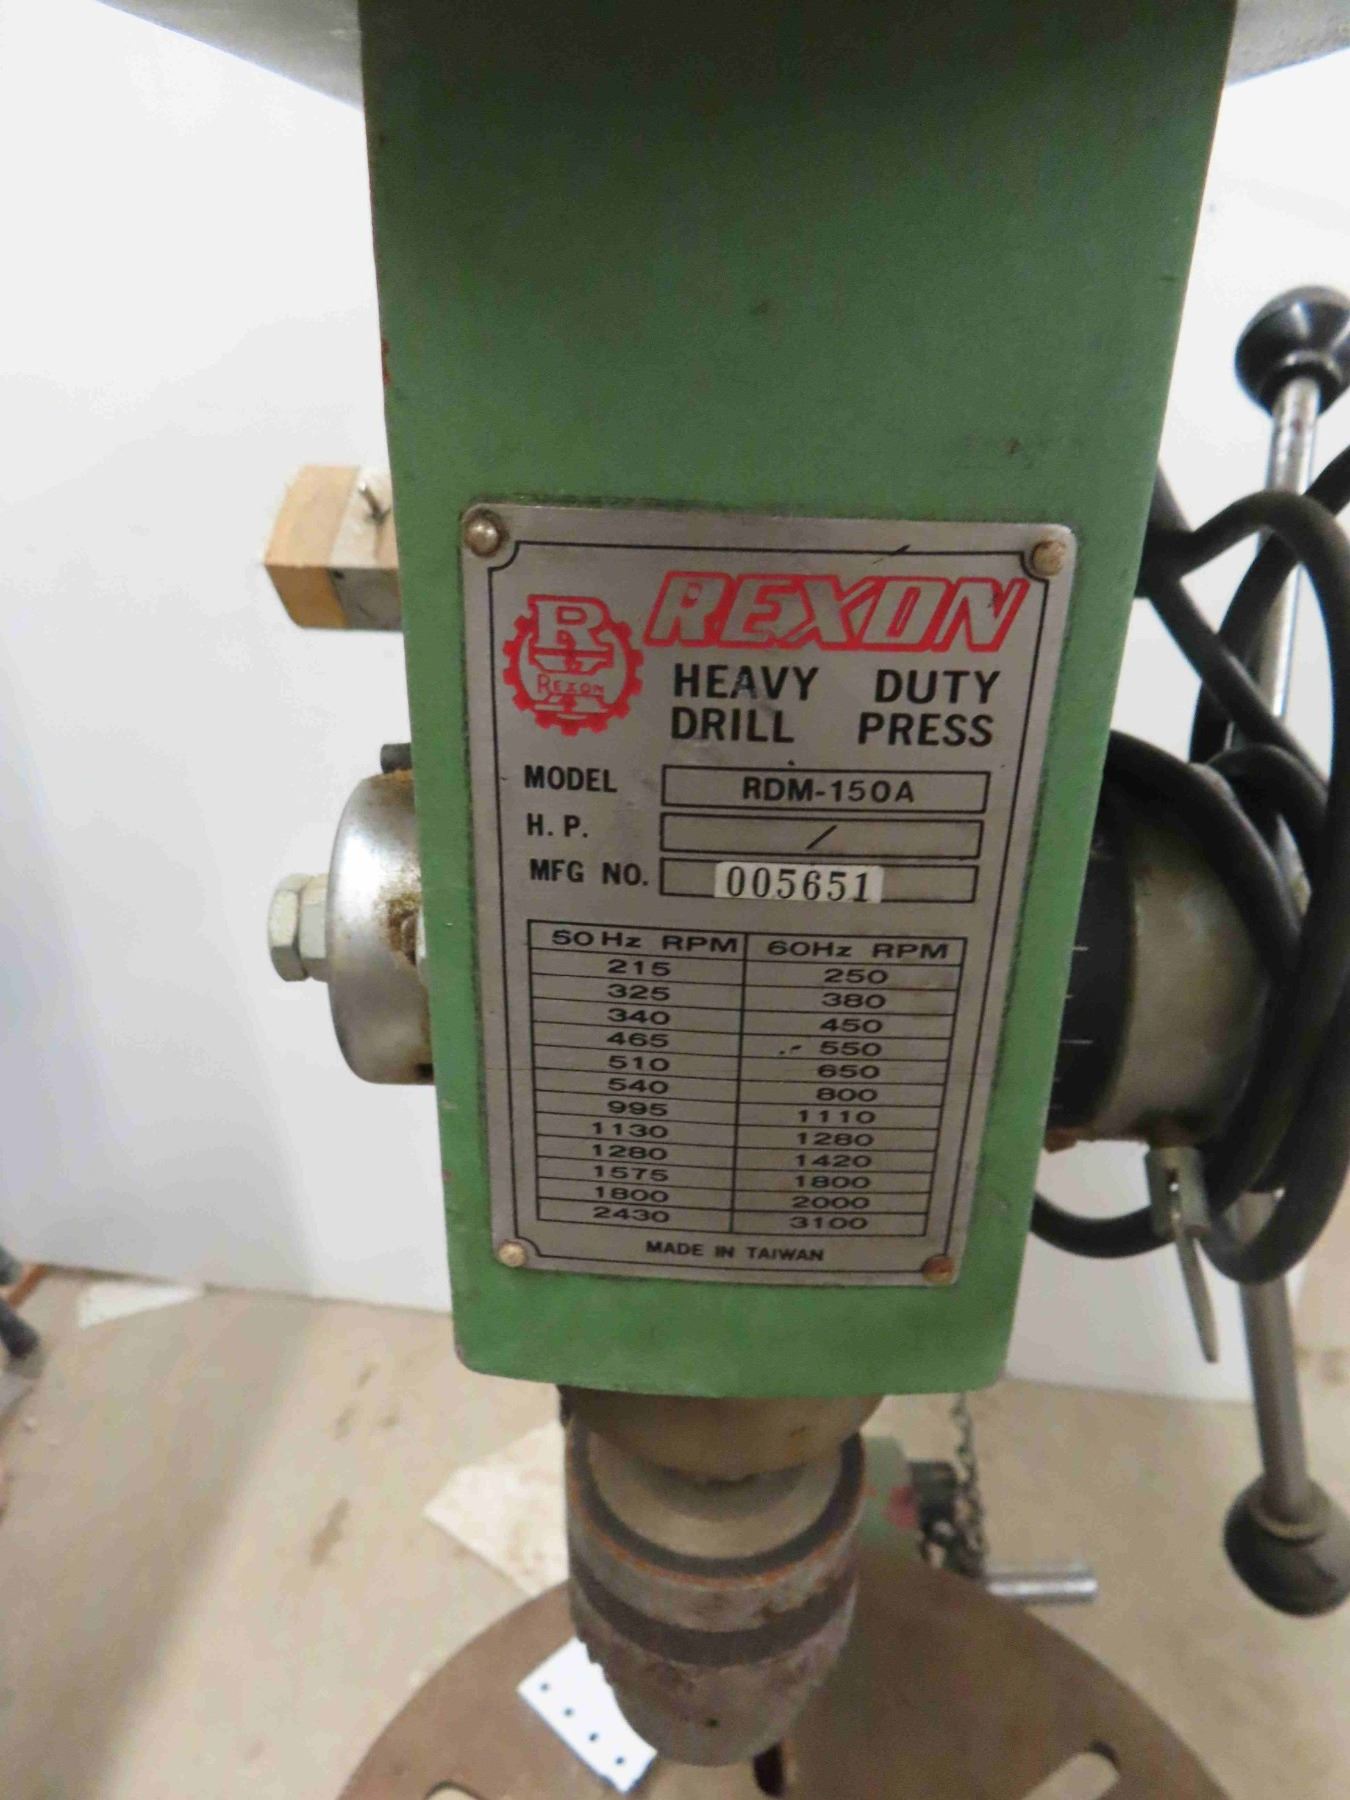 R
REXON
REXON
HEAVY DUTY
DRILL PRESS
MODEL RDM-150A
H. P. /
MFG NO. 005651
50 Hz RPM 60Hz RPM
215 250
325 380
340 450
465 550
510 650
540 800
995 1110
1130 1280
1280 1420
1575 1800
1800 2000
2430 3100
MADE IN TAIWAN